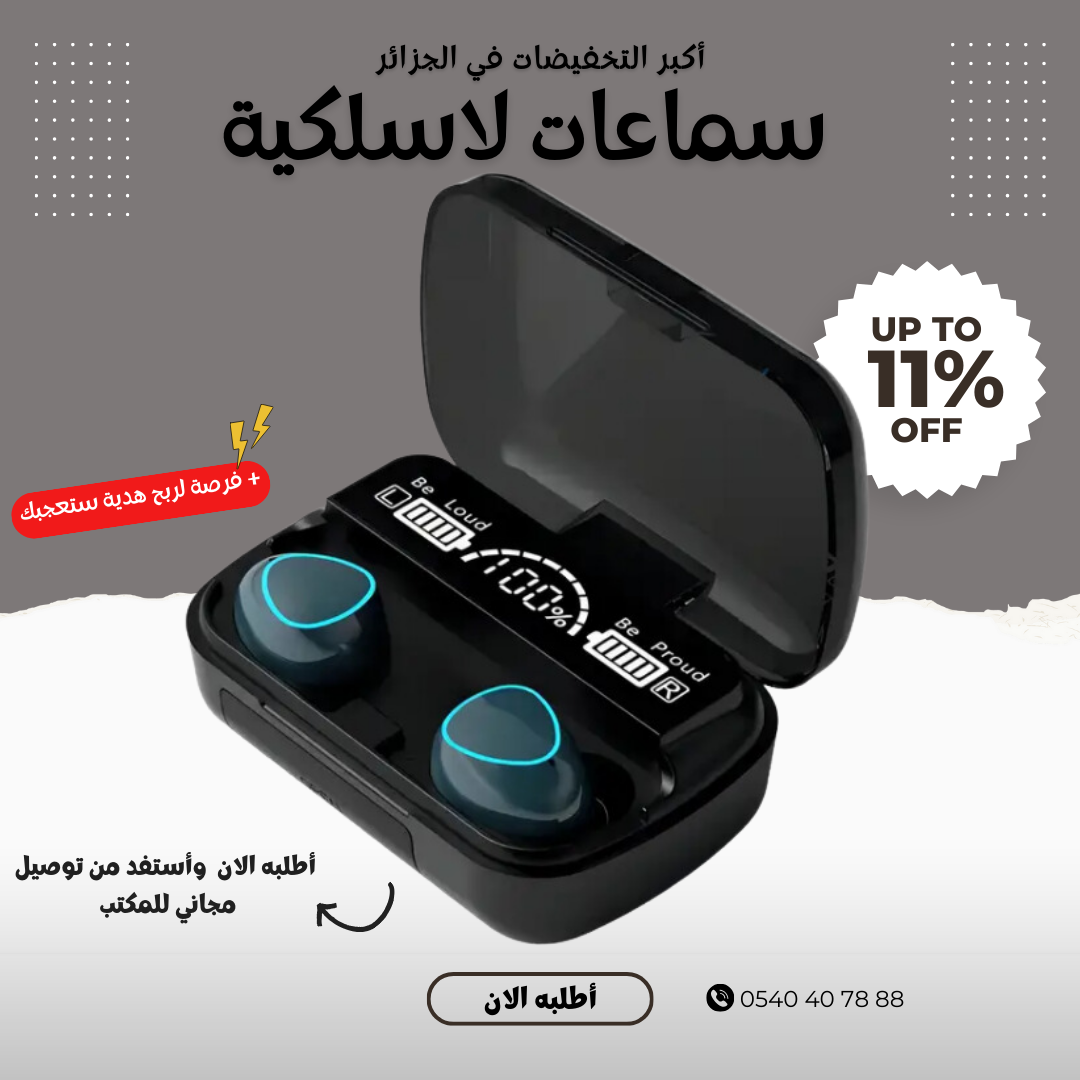 أكبر التخفيضات في الجزائر
سماعات لاسلكية
UP TO
11%
OFF
+ فرصة لربح هدية ستعجبك
L
Be Loud
100%
Be Proud
R
أطلبه الان وأستفد من توصيل
مجاني للمكتب
أطلبه الان
0540 40 78 88